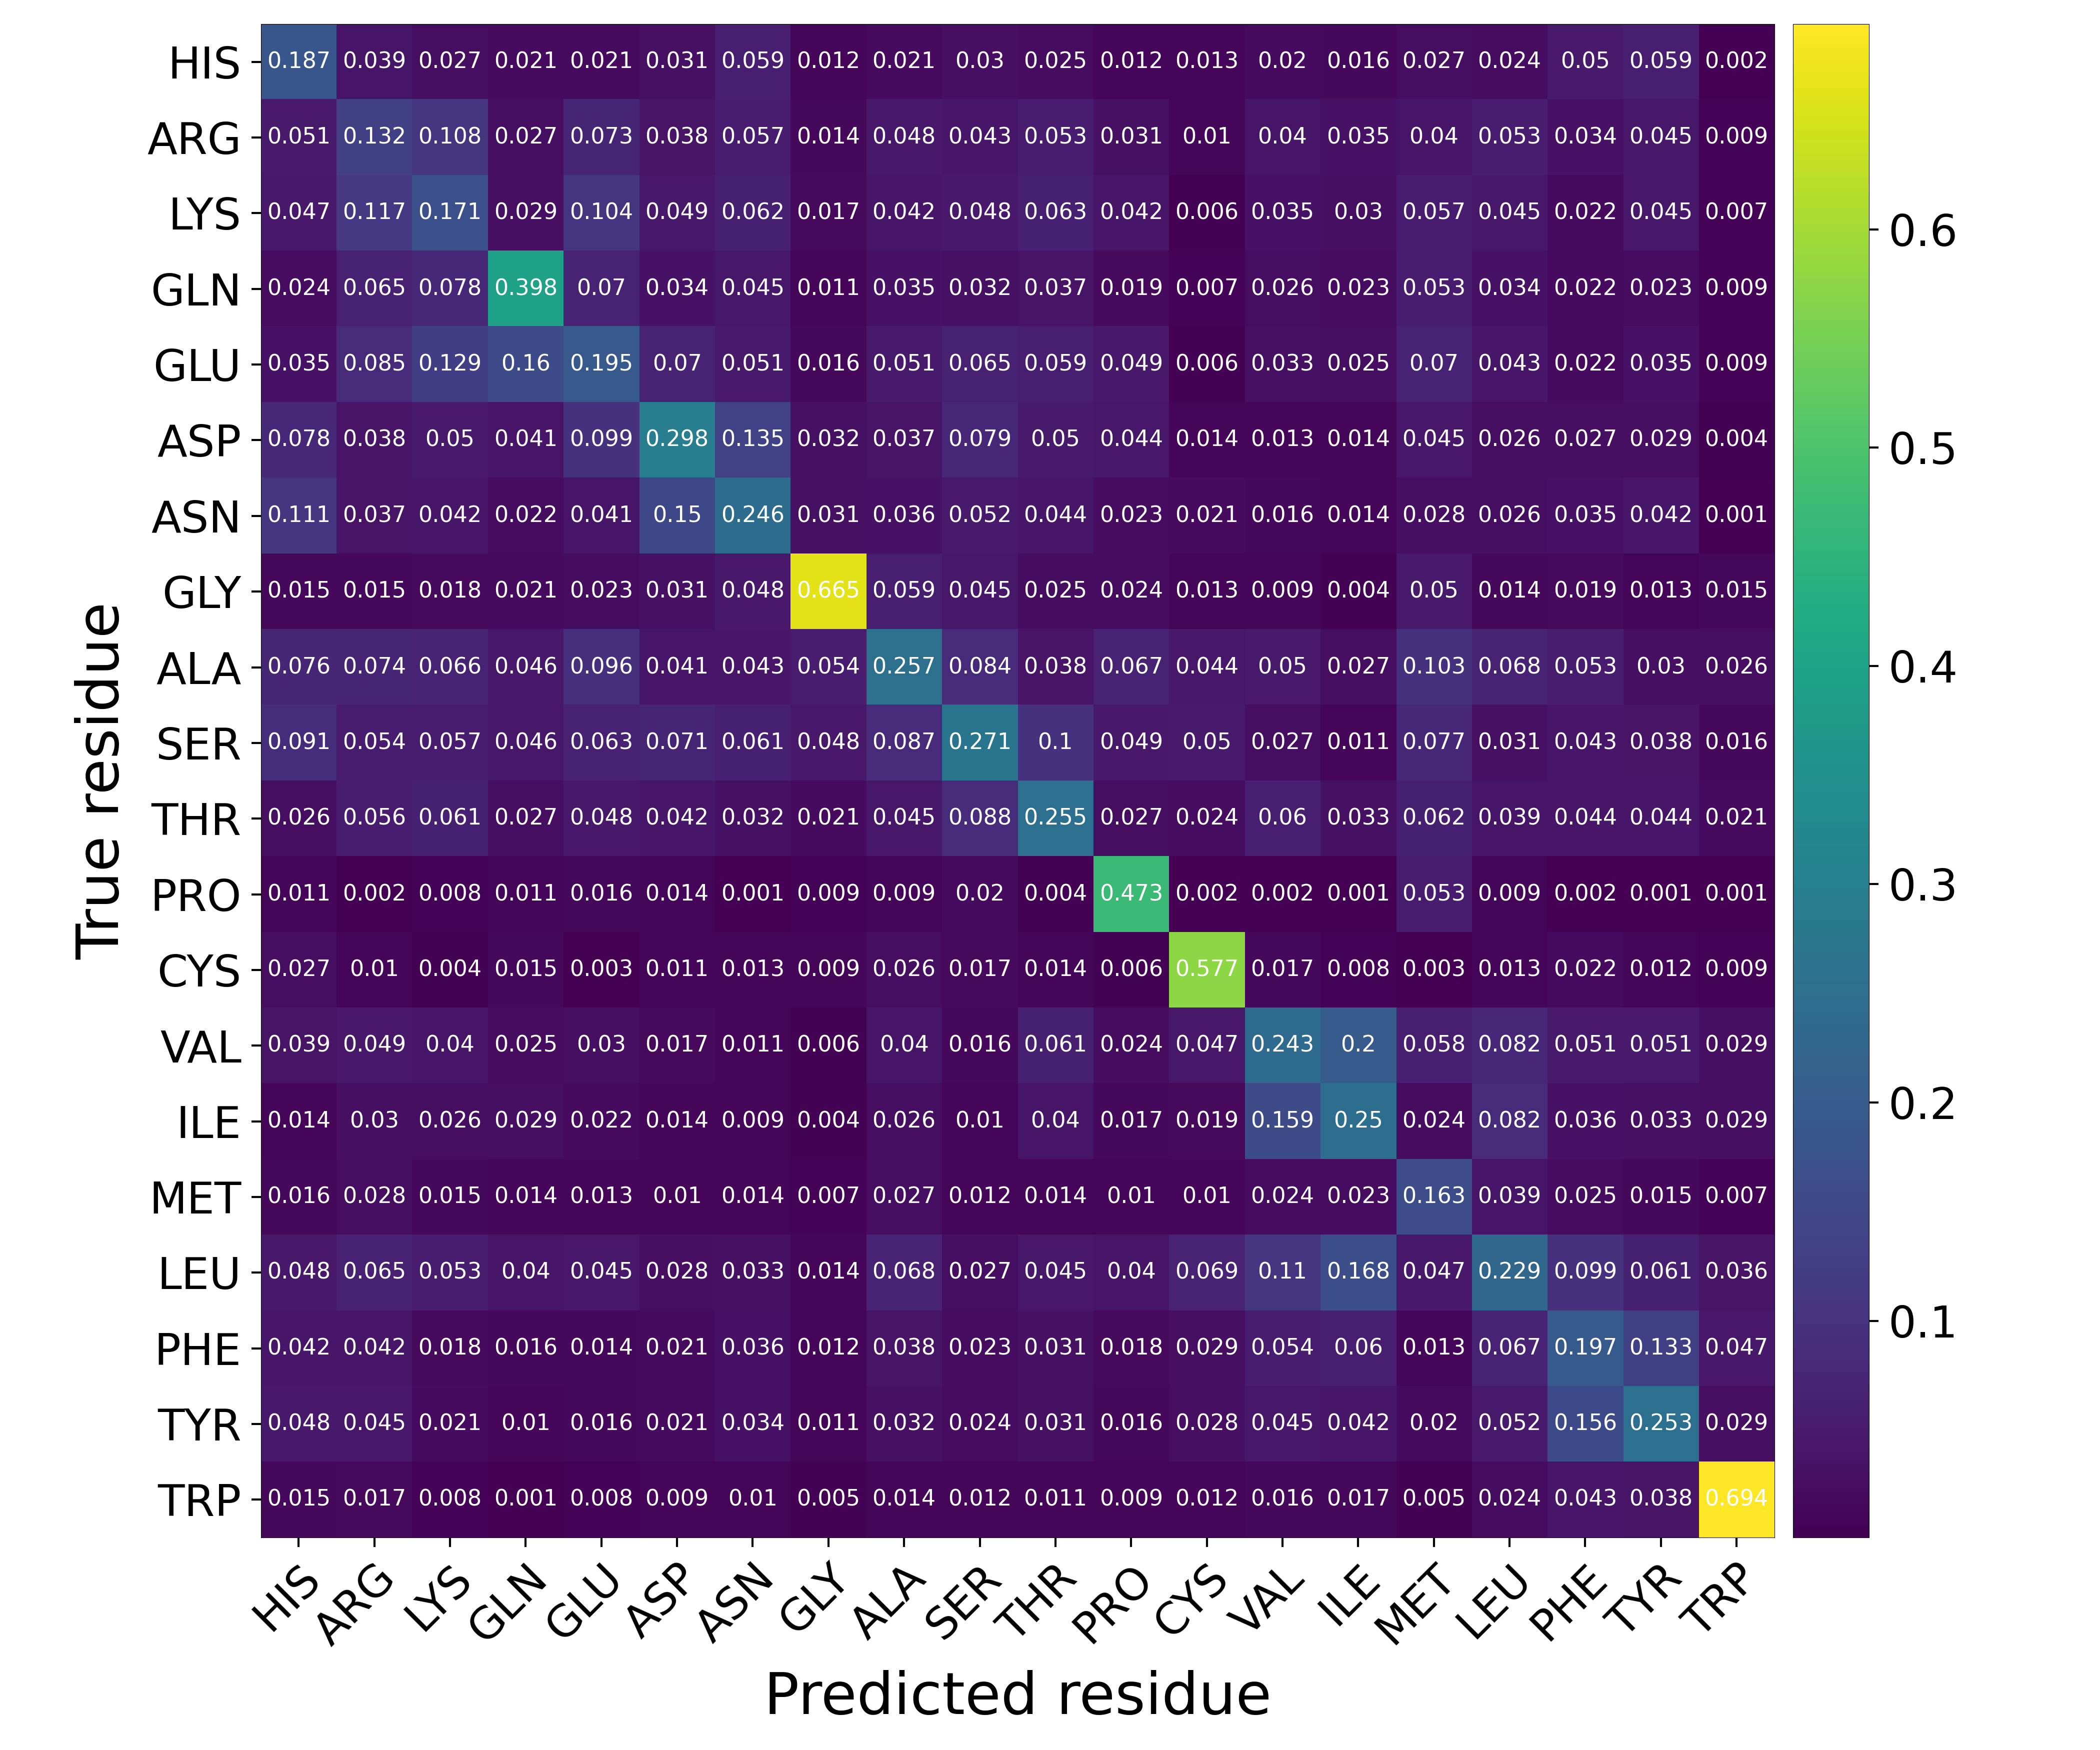 HIS 0.187 0.039 0.027 0.021 0.021 0.031 0.059 0.012 0.021 0.03 0.025 0.012 0.013 0.02 0.016 0.027 0.024 0.05 0.059 0.002
ARG 0.051 0.132 0.108 0.027 0.073 0.038 0.057 0.014 0.048 0.043 0.053 0.031 0.01 0.04 0.035 0.04 0.053 0.034 0.045 0.009
LYS 0.047 0.117 0.171 0.029 0.104 0.049 0.062 0.017 0.042 0.048 0.063 0.042 0.006 0.035 0.03 0.057 0.045 0.022 0.045 0.007
GLN 0.024 0.065 0.078 0.398 0.07 0.034 0.045 0.011 0.035 0.032 0.037 0.019 0.007 0.026 0.023 0.053 0.034 0.022 0.023 0.009
GLU 0.035 0.085 0.129 0.16 0.195 0.07 0.051 0.016 0.051 0.065 0.059 0.049 0.006 0.033 0.025 0.07 0.043 0.022 0.035 0.009
ASP 0.078 0.038 0.05 0.041 0.099 0.298 0.135 0.032 0.037 0.079 0.05 0.044 0.014 0.013 0.014 0.045 0.026 0.027 0.029 0.004
ASN 0.111 0.037 0.042 0.022 0.041 0.15 0.246 0.031 0.036 0.052 0.044 0.023 0.021 0.016 0.014 0.028 0.026 0.035 0.042 0.001
GLY 0.015 0.015 0.018 0.021 0.023 0.031 0.048 0.665 0.059 0.045 0.025 0.024 0.013 0.009 0.004 0.05 0.014 0.019 0.013 0.015
ALA 0.076 0.074 0.066 0.046 0.096 0.041 0.043 0.054 0.257 0.084 0.038 0.067 0.044 0.05 0.027 0.103 0.068 0.053 0.03 0.026
SER 0.091 0.054 0.057 0.046 0.063 0.071 0.061 0.048 0.087 0.271 0.1 0.049 0.05 0.027 0.011 0.077 0.031 0.043 0.038 0.016
THR 0.026 0.056 0.061 0.027 0.048 0.042 0.032 0.021 0.045 0.088 0.255 0.027 0.024 0.06 0.033 0.062 0.039 0.044 0.044 0.021
PRO 0.011 0.002 0.008 0.011 0.016 0.014 0.001 0.009 0.009 0.02 0.004 0.473 0.002 0.002 0.001 0.053 0.009 0.002 0.001 0.001
CYS 0.027 0.01 0.004 0.015 0.003 0.011 0.013 0.009 0.026 0.017 0.014 0.006 0.577 0.017 0.008 0.003 0.013 0.022 0.012 0.009
VAL 0.039 0.049 0.04 0.025 0.03 0.017 0.011 0.006 0.04 0.016 0.061 0.024 0.047 0.243 0.2 0.058 0.082 0.051 0.051 0.029
ILE 0.014 0.03 0.026 0.029 0.022 0.014 0.009 0.004 0.026 0.01 0.04 0.017 0.019 0.159 0.25 0.024 0.082 0.036 0.033 0.029
MET 0.016 0.028 0.015 0.014 0.013 0.01 0.014 0.007 0.027 0.012 0.014 0.01 0.01 0.024 0.023 0.163 0.039 0.025 0.015 0.007
LEU 0.048 0.065 0.053 0.04 0.045 0.028 0.033 0.014 0.068 0.027 0.045 0.04 0.069 0.11 0.168 0.047 0.229 0.099 0.061 0.036
PHE 0.042 0.042 0.018 0.016 0.014 0.021 0.036 0.012 0.038 0.023 0.031 0.018 0.029 0.054 0.06 0.013 0.067 0.197 0.133 0.047
TYR 0.048 0.045 0.021 0.01 0.016 0.021 0.034 0.011 0.032 0.024 0.031 0.016 0.028 0.045 0.042 0.02 0.052 0.156 0.253 0.029
TRP 0.015 0.017 0.008 0.001 0.008 0.009 0.01 0.005 0.014 0.012 0.011 0.009 0.012 0.016 0.017 0.005 0.024 0.043 0.038 0.694
HIS ARG LYS GLN GLU ASP ASN GLY ALA SER THR PRO CYS VAL ILE MET LEU PHE TYR TRP
Predicted residue
True residue
0.6
0.5
0.4
0.3
0.2
0.1